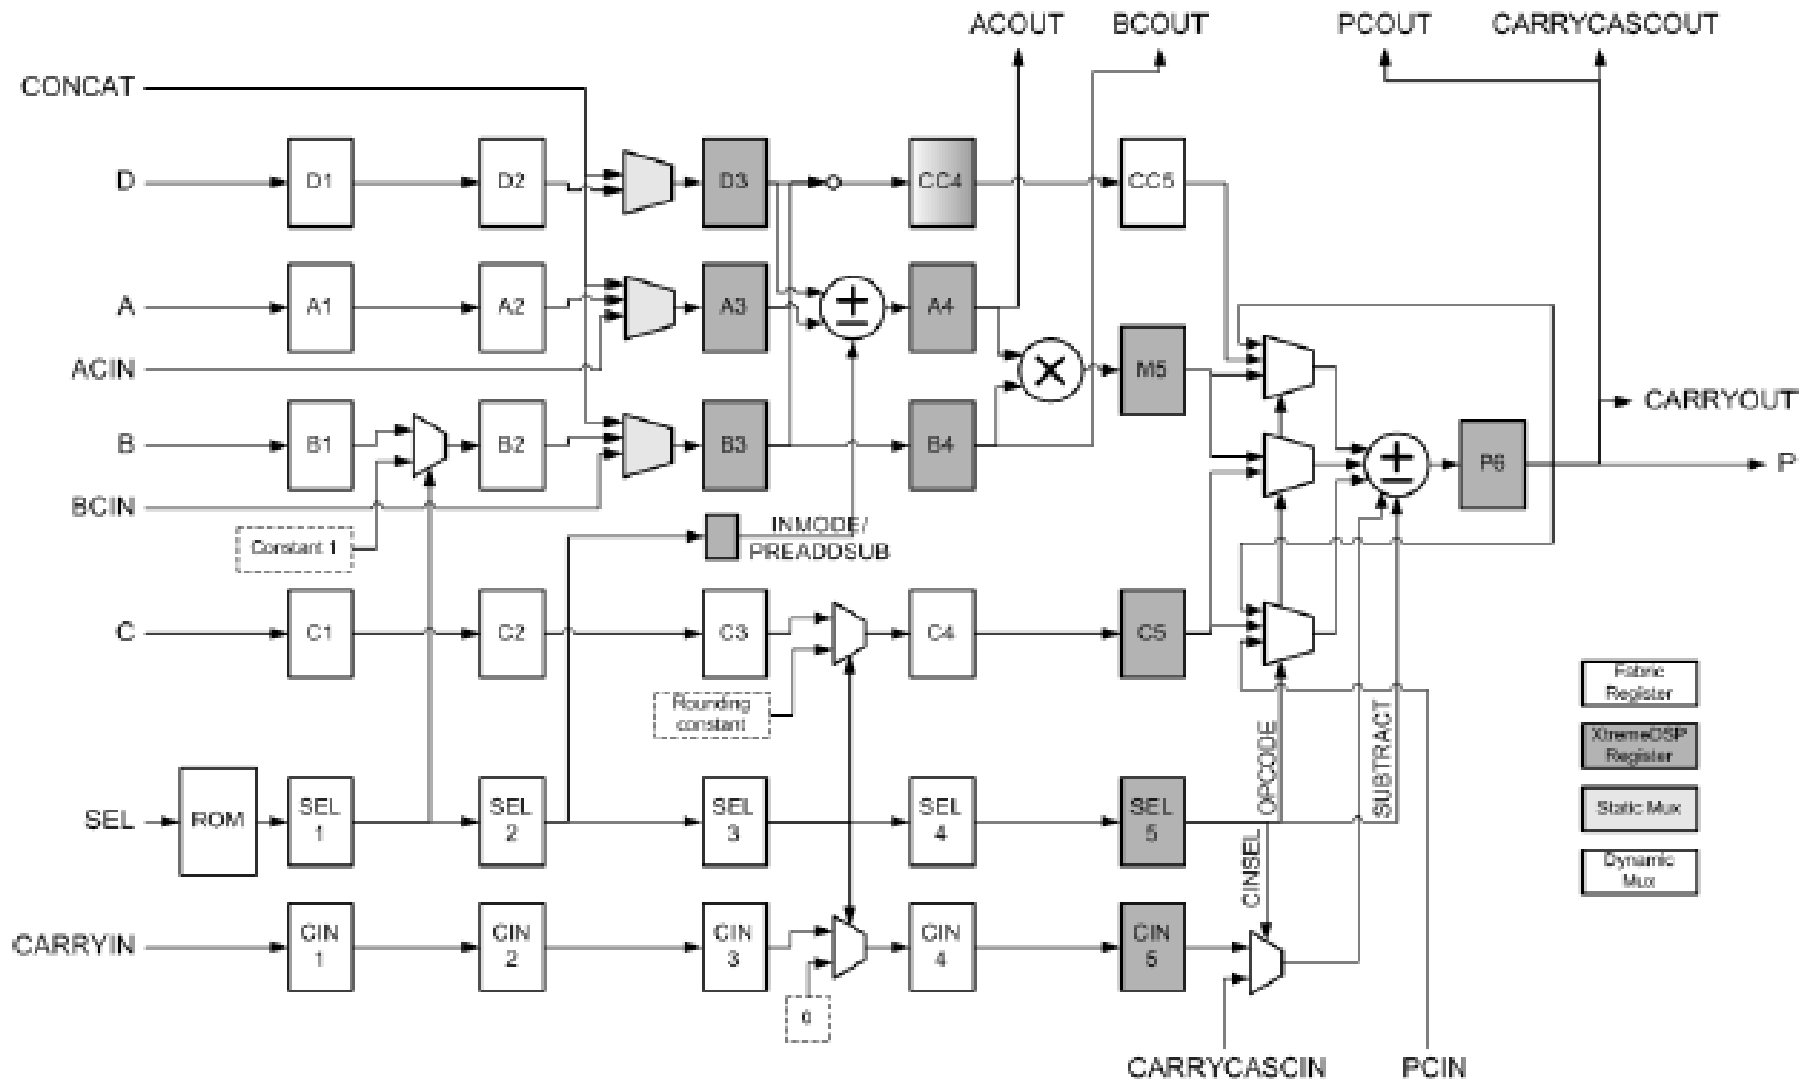 ACOUT
BCOUT
PCOUT
CARRYCASCOUT
CONCAT
D
D1
D2
D3
CC4
CC5
A
A1
A2
A3
A4
ACIN
M5
CARRYOUT
B
B1
B2
B3
B4
P6
P
BCIN
Constant 1
INMODE/
PREADDSUB
C
C1
C2
C3
C4
C5
Rounding
constant
OPCODE
SUBTRACT
SEL
ROM
SEL
1
SEL
2
SEL
3
SEL
4
SEL
5
CINSEL
CARRYIN
CIN
1
CIN
2
CIN
3
CIN
4
CIN
5
0
CARRYCASCIN
PCIN
Fabric
Register
XtremeDSP
Register
Static Mux
Dynamic
Mux